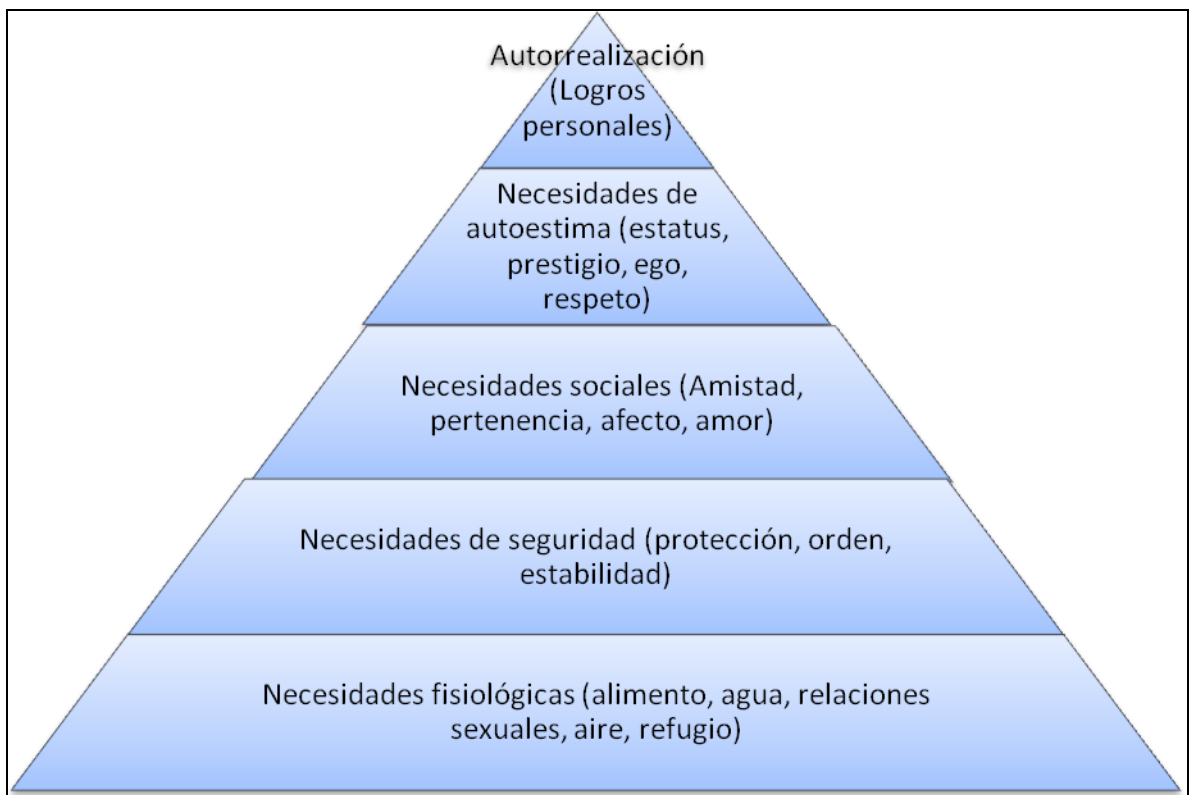 Autorrealización
(Logros
personales)
Necesidades de
autoestima (estatus,
prestigio, ego,
respeto)
Necesidades sociales (Amistad,
pertenencia, afecto, amor)
Necesidades de seguridad (protección, orden,
estabilidad)
Necesidades fisiológicas (alimento, agua, relaciones
sexuales, aire, refugio)